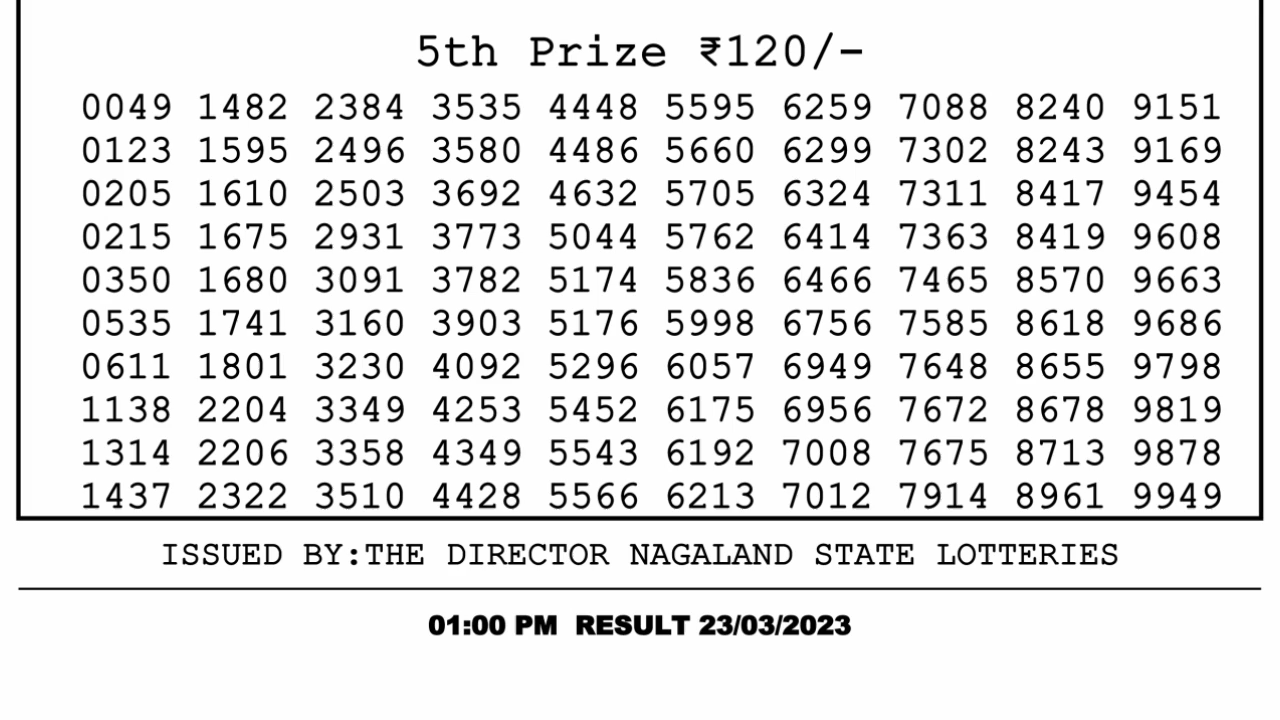 5th Prize ₹120/-
0049 1482 2384 3535 4448 5595 6259 7088 8240 9151
0123 1595 2496 3580 4486 5660 6299 7302 8243 9169
0205 1610 2503 3692 4632 5705 6324 7311 8417 9454
0215 1675 2931 3773 5044 5762 6414 7363 8419 9608
0350 1680 3091 3782 5174 5836 6466 7465 8570 9663
0535 1741 3160 3903 5176 5998 6756 7585 8618 9686
0611 1801 3230 4092 5296 6057 6949 7648 8655 9798
1138 2204 3349 4253 5452 6175 6956 7672 8678 9819
1314 2206 3358 4349 5543 6192 7008 7675 8713 9878
1437 2322 3510 4428 5566 6213 7012 7914 8961 9949
ISSUED BY:THE DIRECTOR NAGALAND STATE LOTTERIES
01:00 PM RESULT 23/03/2023